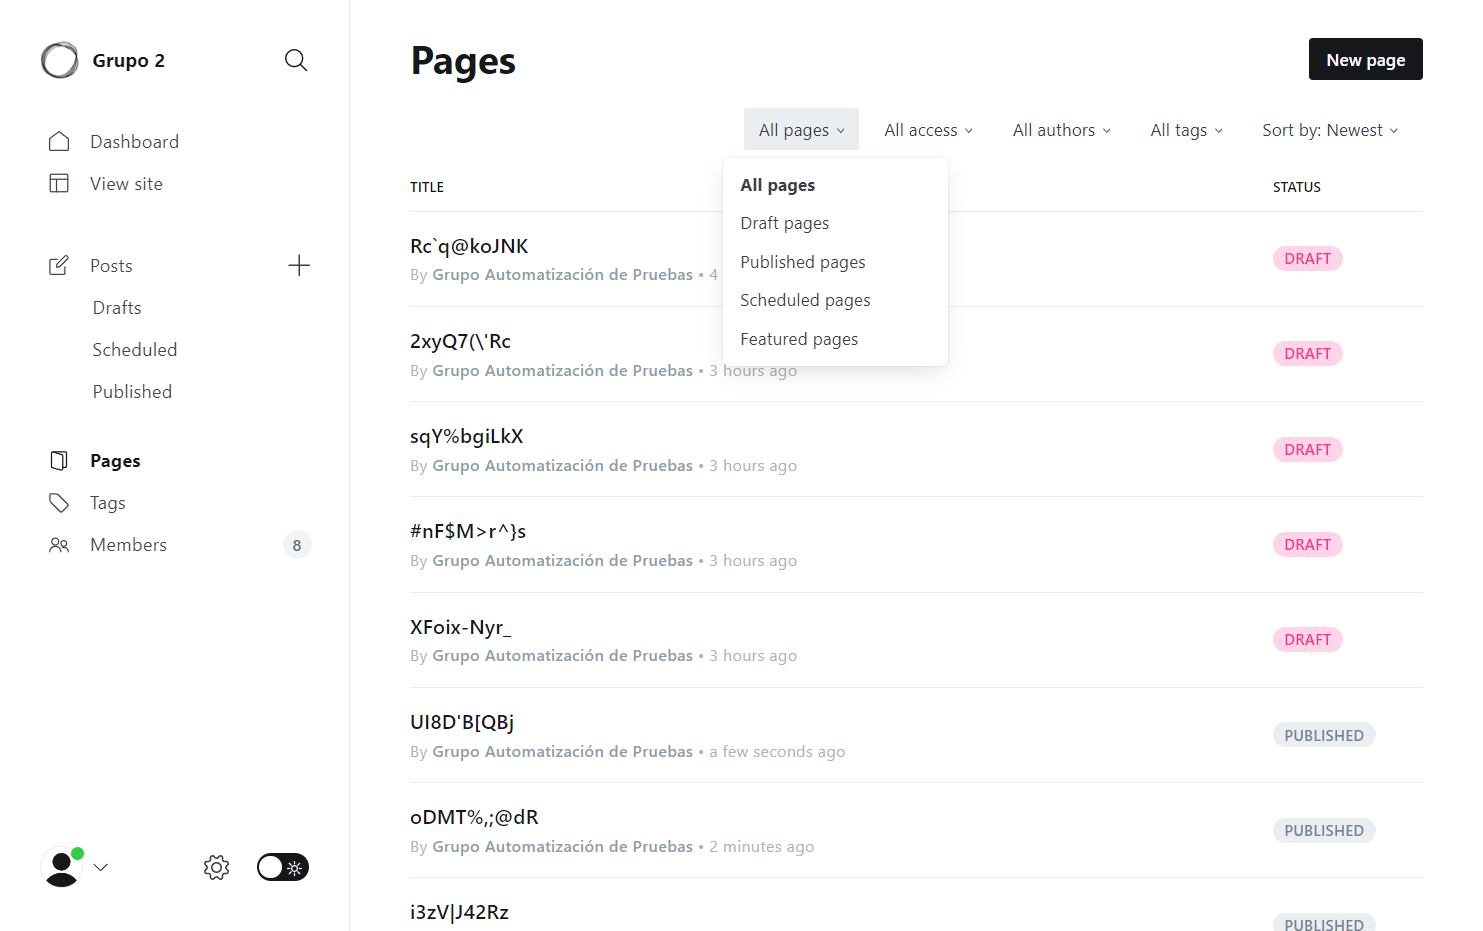 Grupo 2
Dashboard
View site
Posts
Drafts
Scheduled
Published
Pages
Tags
Members
8
Pages
New page
All pages
All access
All authors
All tags
Sort by: Newest
All pages
Draft pages
Published pages
Scheduled pages
Featured pages
TITLE
STATUS
Rc`q@koJNK
By Grupo Automatización de Pruebas • 4
DRAFT
2xyQ7(\'Rc
By Grupo Automatización de Pruebas • 3 hours ago
DRAFT
sqY%bgiLkX
By Grupo Automatización de Pruebas • 3 hours ago
DRAFT
#nF$M>r^}s
By Grupo Automatización de Pruebas • 3 hours ago
DRAFT
XFoix-Nyr_
By Grupo Automatización de Pruebas • 3 hours ago
DRAFT
UI8D'B[QBj
By Grupo Automatización de Pruebas • a few seconds ago
PUBLISHED
oDMT%,;@dR
By Grupo Automatización de Pruebas • 2 minutes ago
PUBLISHED
i3zV|J42Rz
PUBLISHED